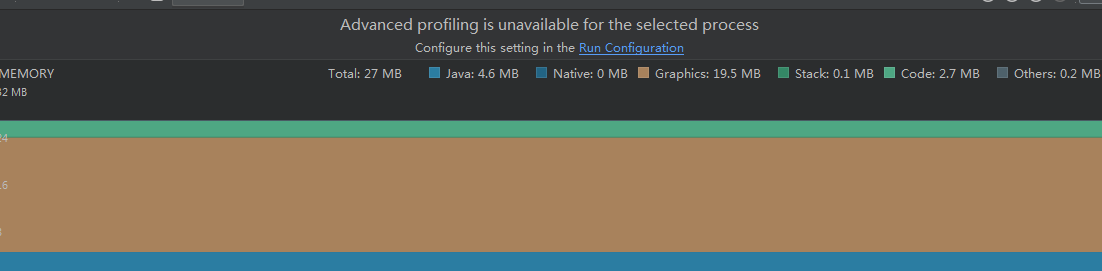 Advanced profiling is unavailable for the selected process
Configure this setting in the Run Configuration
MEMORY Total: 27 MB Java: 4.6 MB Native: 0 MB Graphics: 19.5 MB Stack: 0.1 MB Code: 2.7 MB Others: 0.2 MB
32 MB
24
16
8